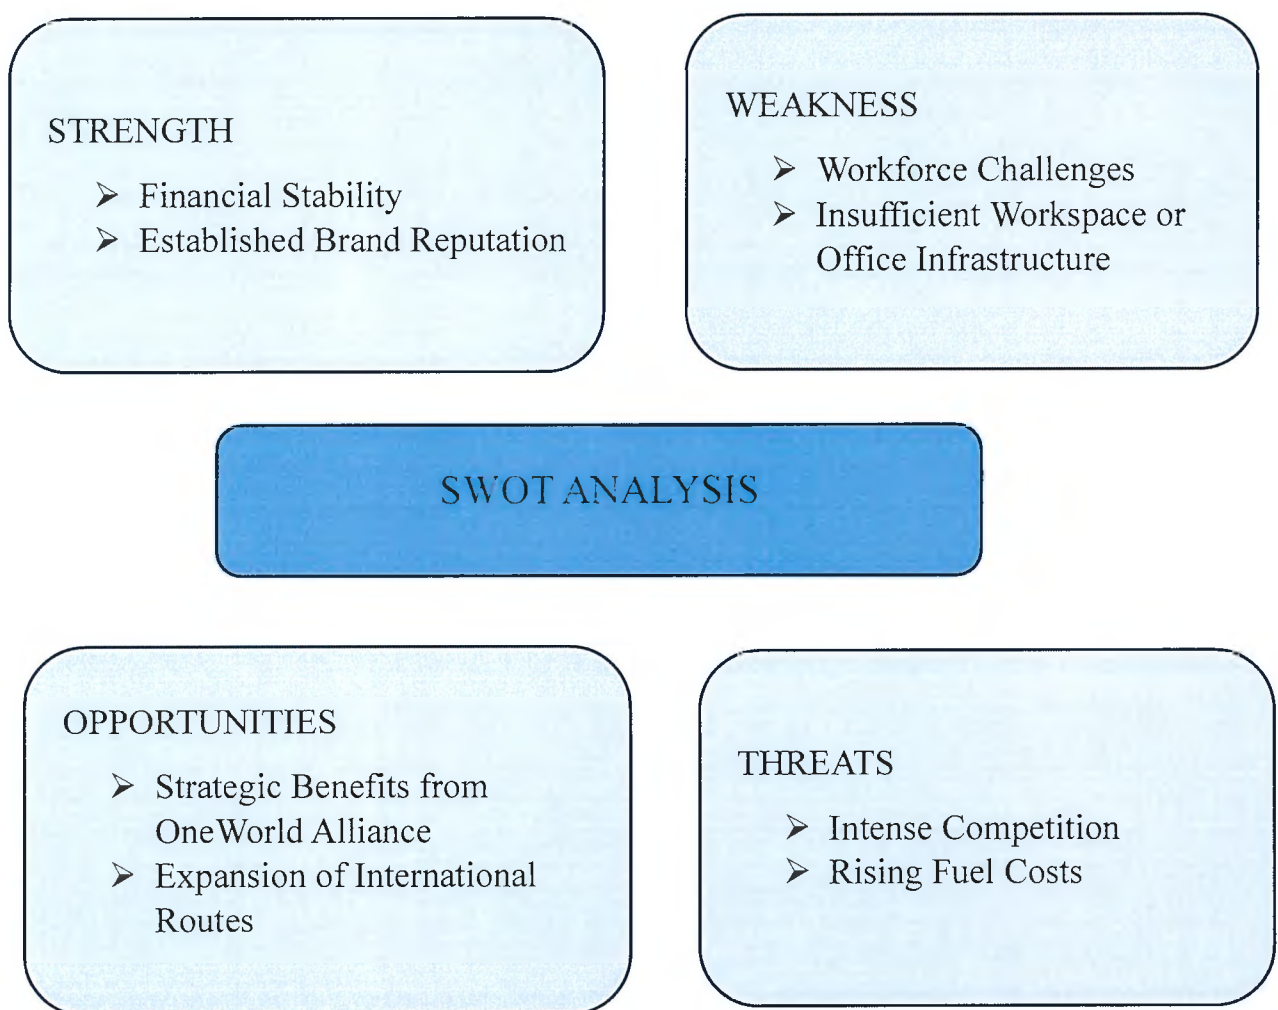 STRENGTH
➢ Financial Stability
➢ Established Brand Reputation
WEAKNESS
➢ Workforce Challenges
➢ Insufficient Workspace or
Office Infrastructure
SWOT ANALYSIS
OPPORTUNITIES
➢ Strategic Benefits from
OneWorld Alliance
➢ Expansion of International
Routes
THREATS
➢ Intense Competition
➢ Rising Fuel Costs